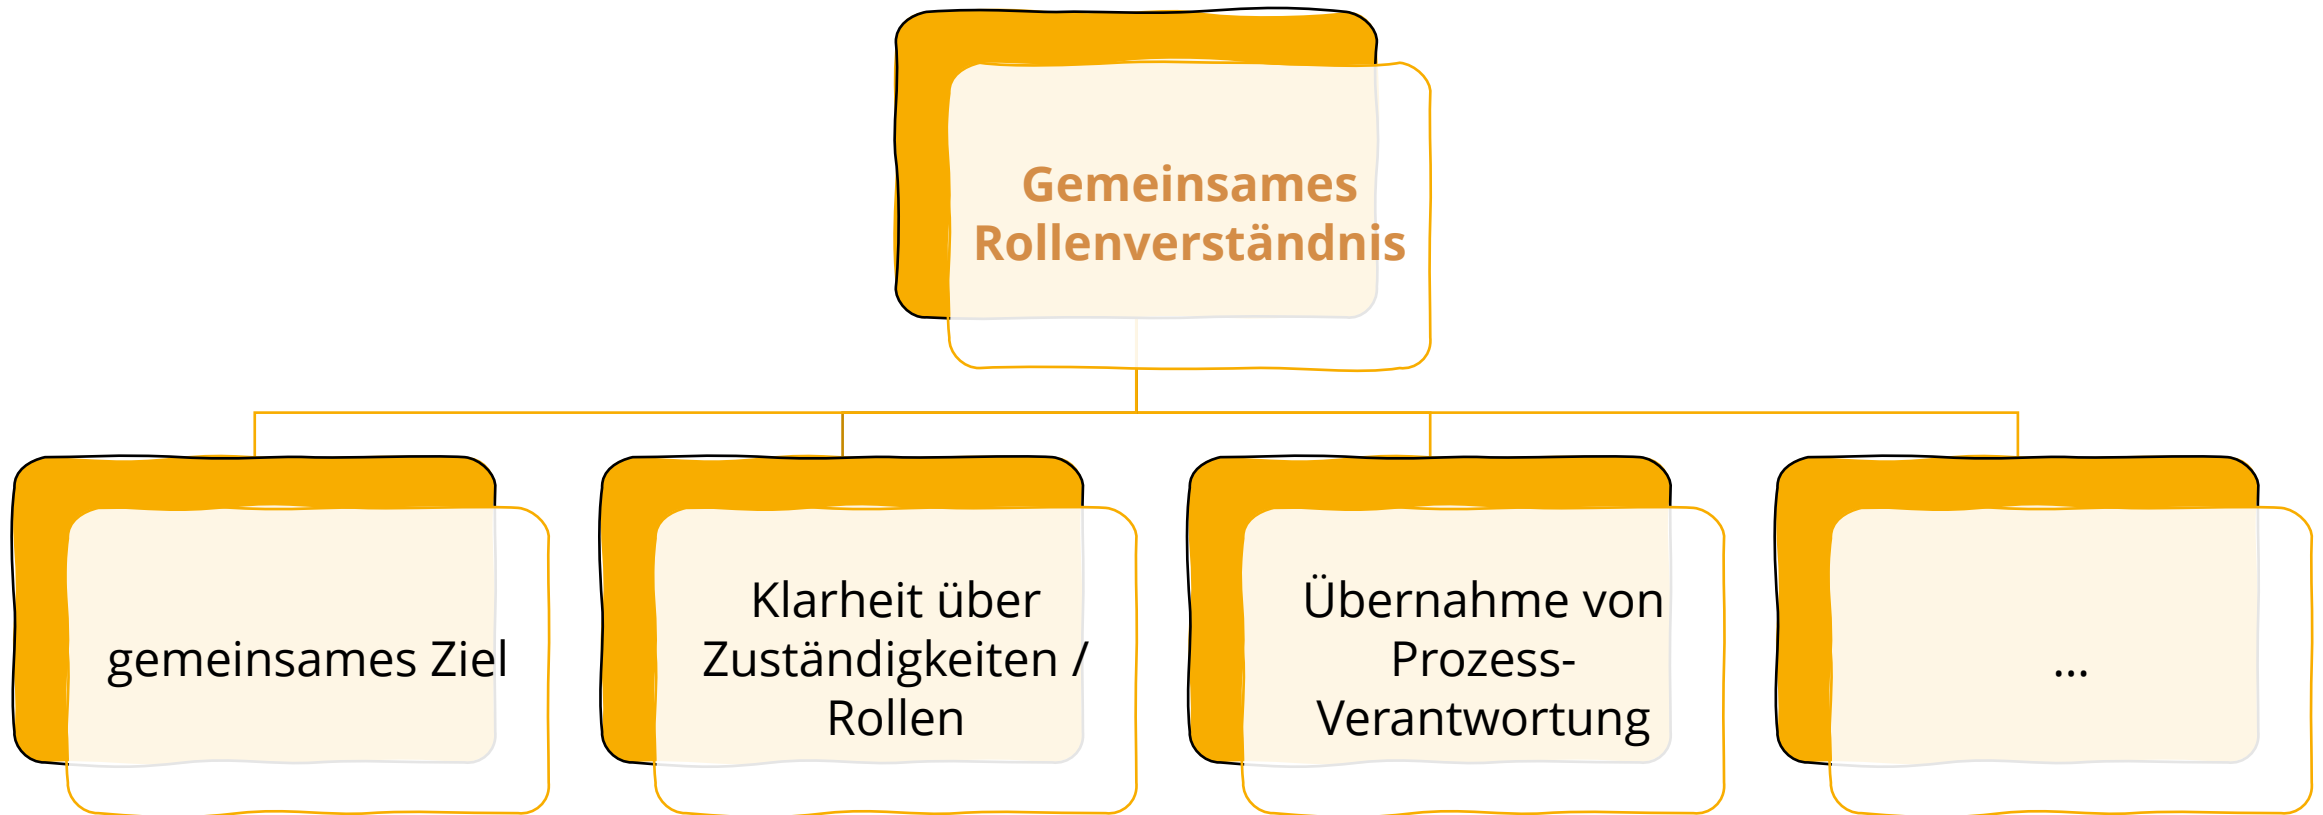 Gemeinsames
Rollenverständnis
gemeinsames Ziel
Klarheit über
Zuständigkeiten /
Rollen
Übernahme von
Prozess-
Verantwortung
...